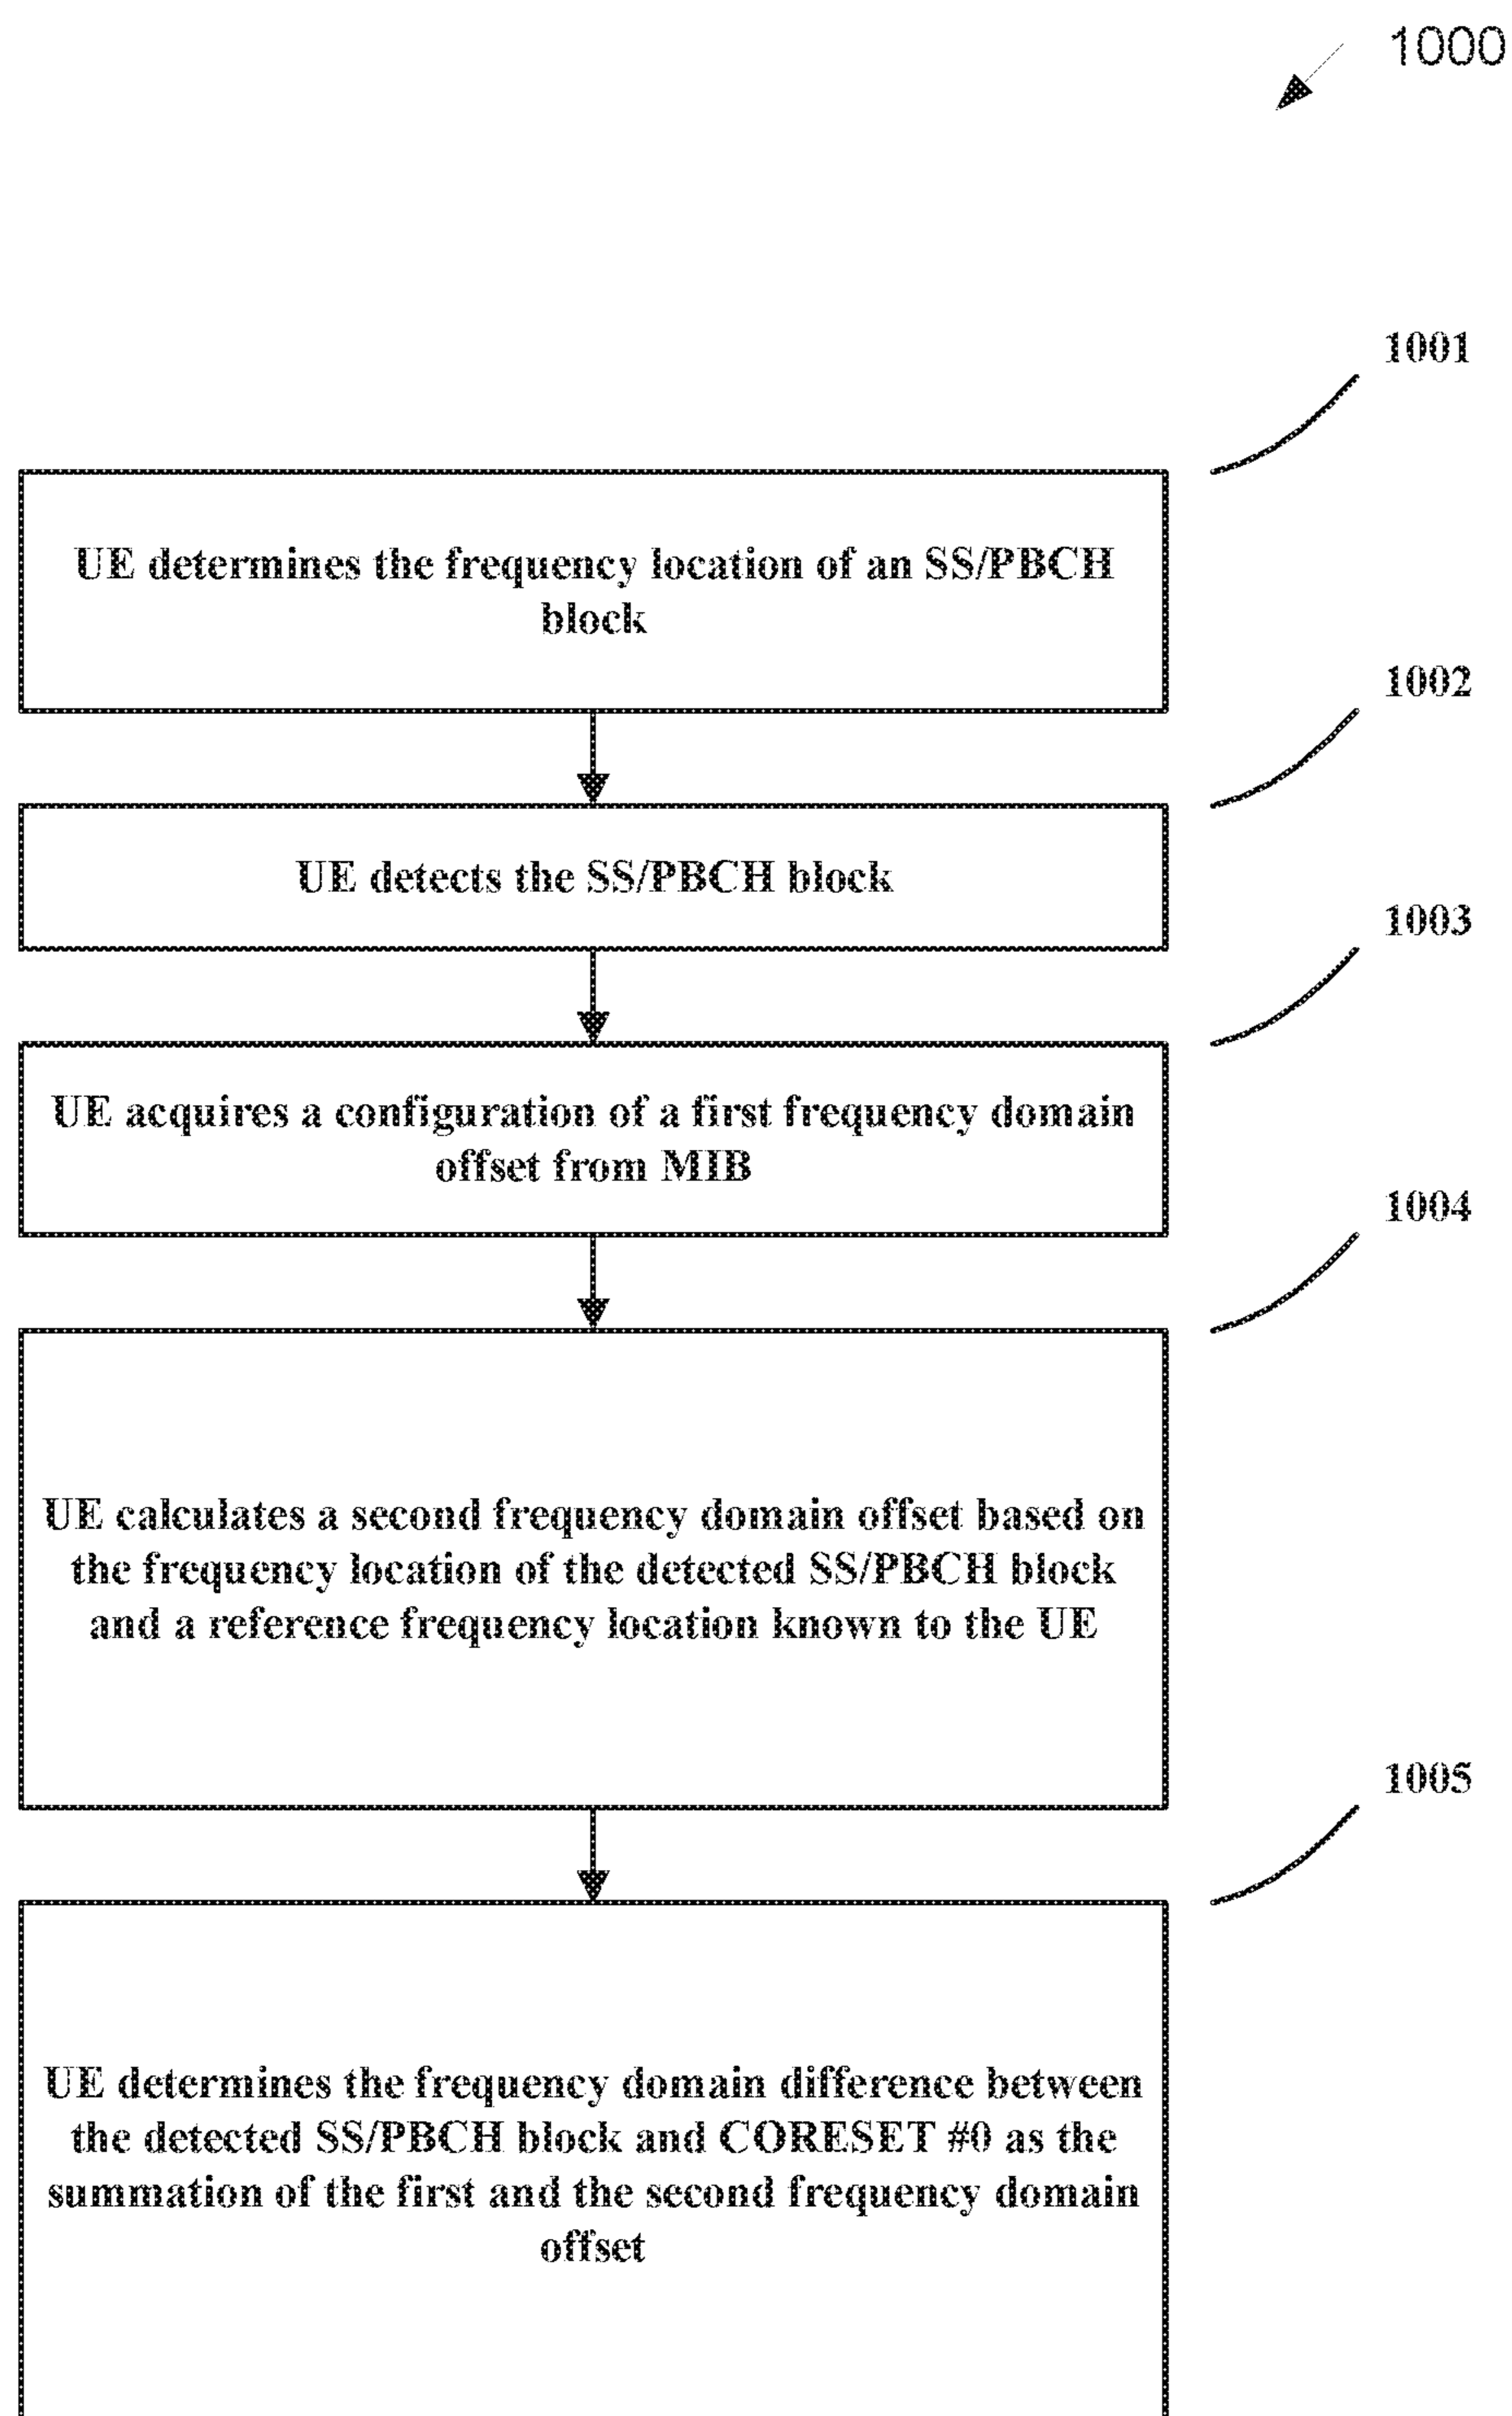 1000
1001
UE determines the frequency location of an SS/PBCH
block
1002
UE detects the SS/PBCH block
1003
UE acquires a configuration of a first frequency domain
offset from MIB
1004
UE calculates a second frequency domain offset based on
the frequency location of the detected SS/PBCH block
and a reference frequency location known to the UE
1005
UE determines the frequency domain difference between
the detected SS/PBCH block and CORESET #0 as the
summation of the first and the second frequency domain
offset